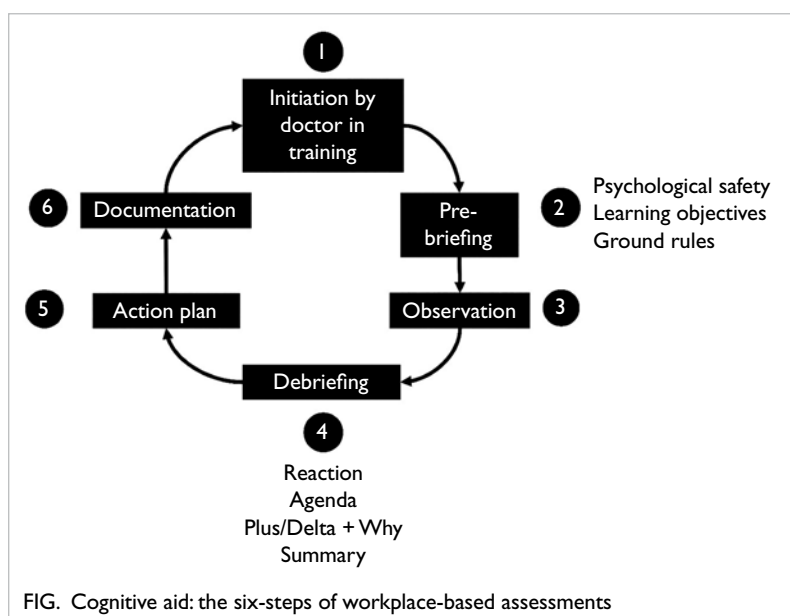 1
Initiation by
doctor in
training
Pre-
briefing
2
Psychological safety
Learning objectives
Ground rules
Observation
3
Debriefing
4
Reaction
Agenda
Plus/Delta + Why
Summary
5
Action plan
6
Documentation
FIG. Cognitive aid: the six-steps of workplace-based assessments